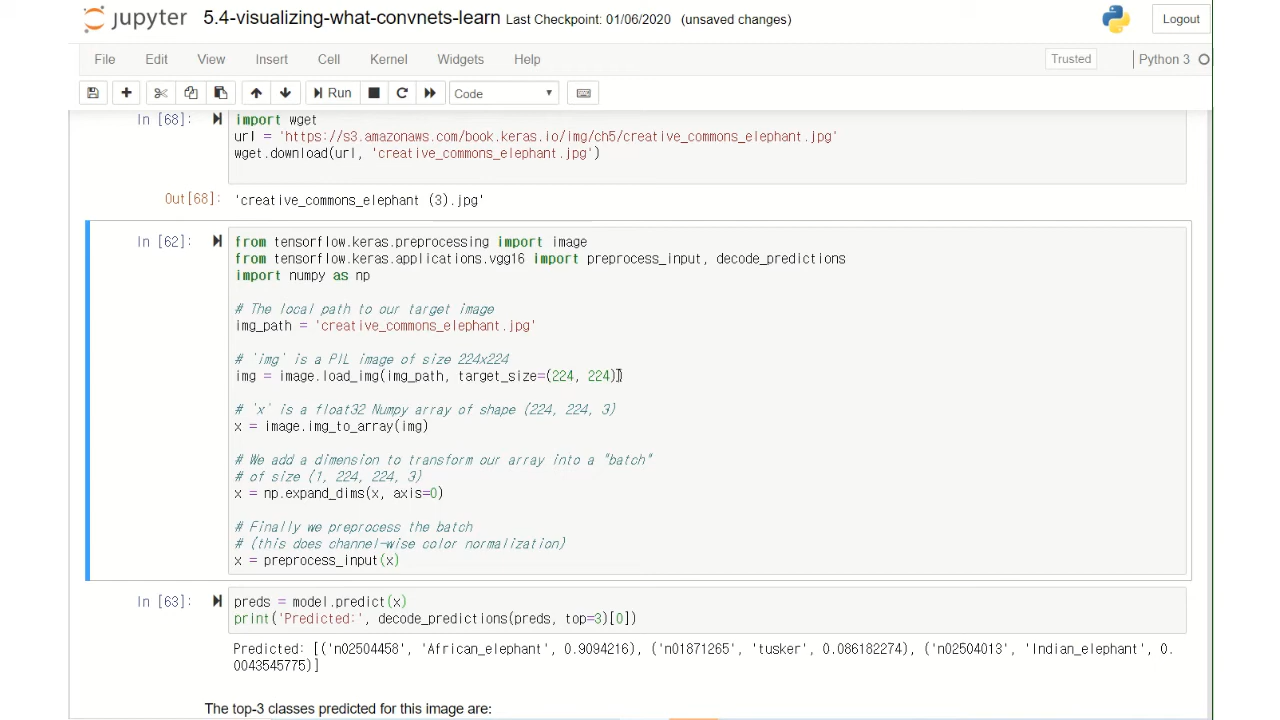 jupyter 5.4-visualizing-what-convnets-learn Last Checkpoint: 01/06/2020 (unsaved changes) Logout
File Edit View Insert Cell Kernel Widgets Help Trusted Python 3
Run Code
In [68]: import wget
url = 'https://s3.amazonaws.com/book.keras.io/img/ch5/creative_commons_elephant.jpg'
wget.download(url, 'creative_commons_elephant.jpg')
Out[68]: 'creative_commons_elephant (3).jpg'
In [62]: from tensorflow.keras.preprocessing import image
from tensorflow.keras.applications.vgg16 import preprocess_input, decode_predictions
import numpy as np
# The local path to our target image
img_path = 'creative_commons_elephant.jpg'
# `img` is a PIL image of size 224x224
img = image.load_img(img_path, target_size=(224, 224))
# `x` is a float32 Numpy array of shape (224, 224, 3)
x = image.img_to_array(img)
# We add a dimension to transform our array into a "batch"
# of size (1, 224, 224, 3)
x = np.expand_dims(x, axis=0)
# Finally we preprocess the batch
# (this does channel-wise color normalization)
x = preprocess_input(x)
In [63]: preds = model.predict(x)
print('Predicted:', decode_predictions(preds, top=3)[0])
Predicted: [('n02504458', 'African_elephant', 0.9094216), ('n01871265', 'tusker', 0.086182274), ('n02504013', 'Indian_elephant', 0.
0043545775)]
The top-3 classes predicted for this image are: